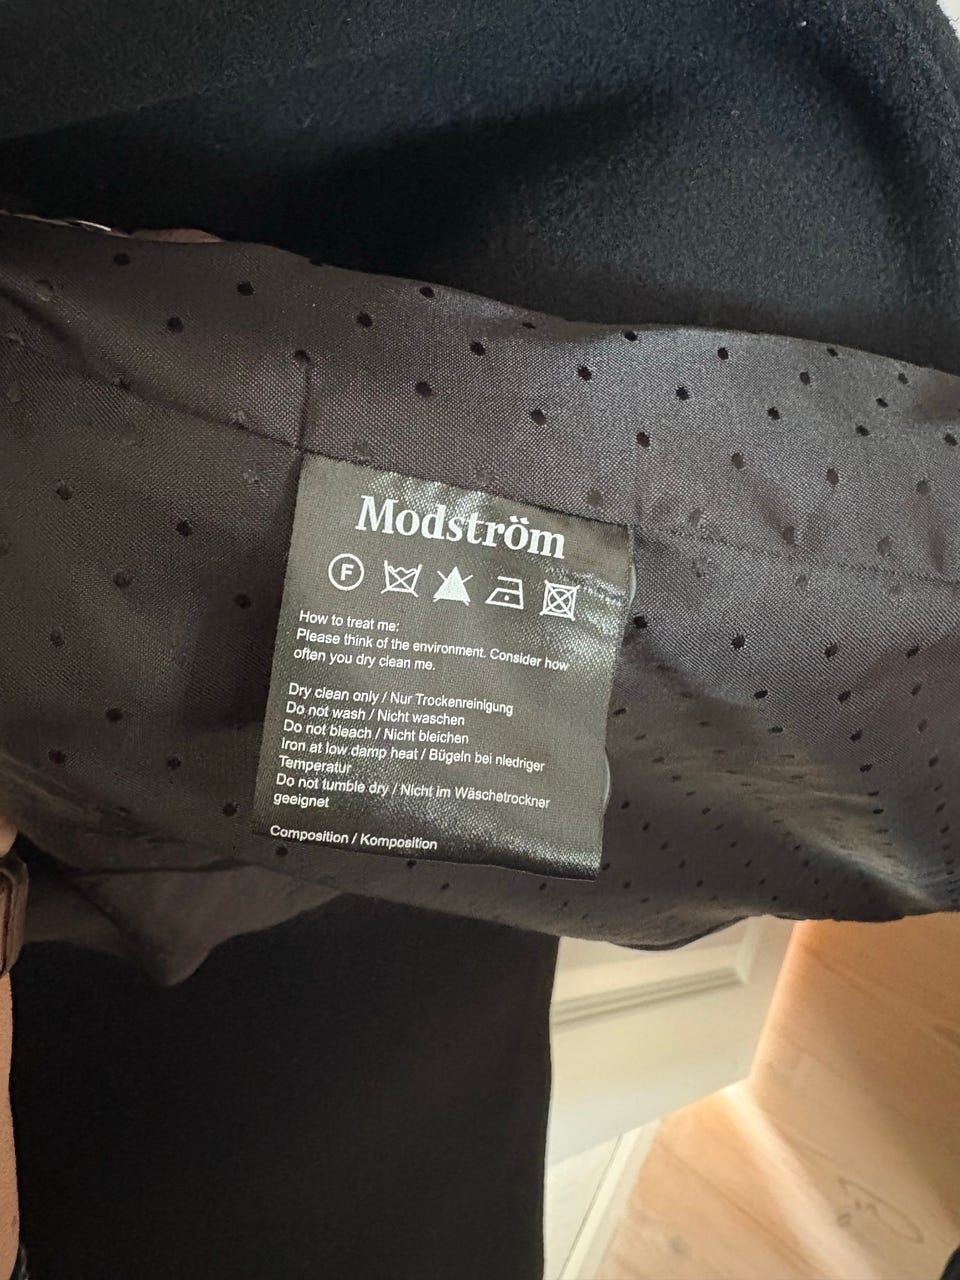 Modström
F
How to treat me:
Please think of the environment. Consider how
often you dry clean me.
Dry clean only / Nur Trockenreinigung
Do not wash / Nicht waschen
Do not bleach / Nicht bleichen
Iron at low damp heat / Bügeln bei niedriger
Temperatur
Do not tumble dry / Nicht im Wäschetrockner
geeignet
Composition / Komposition